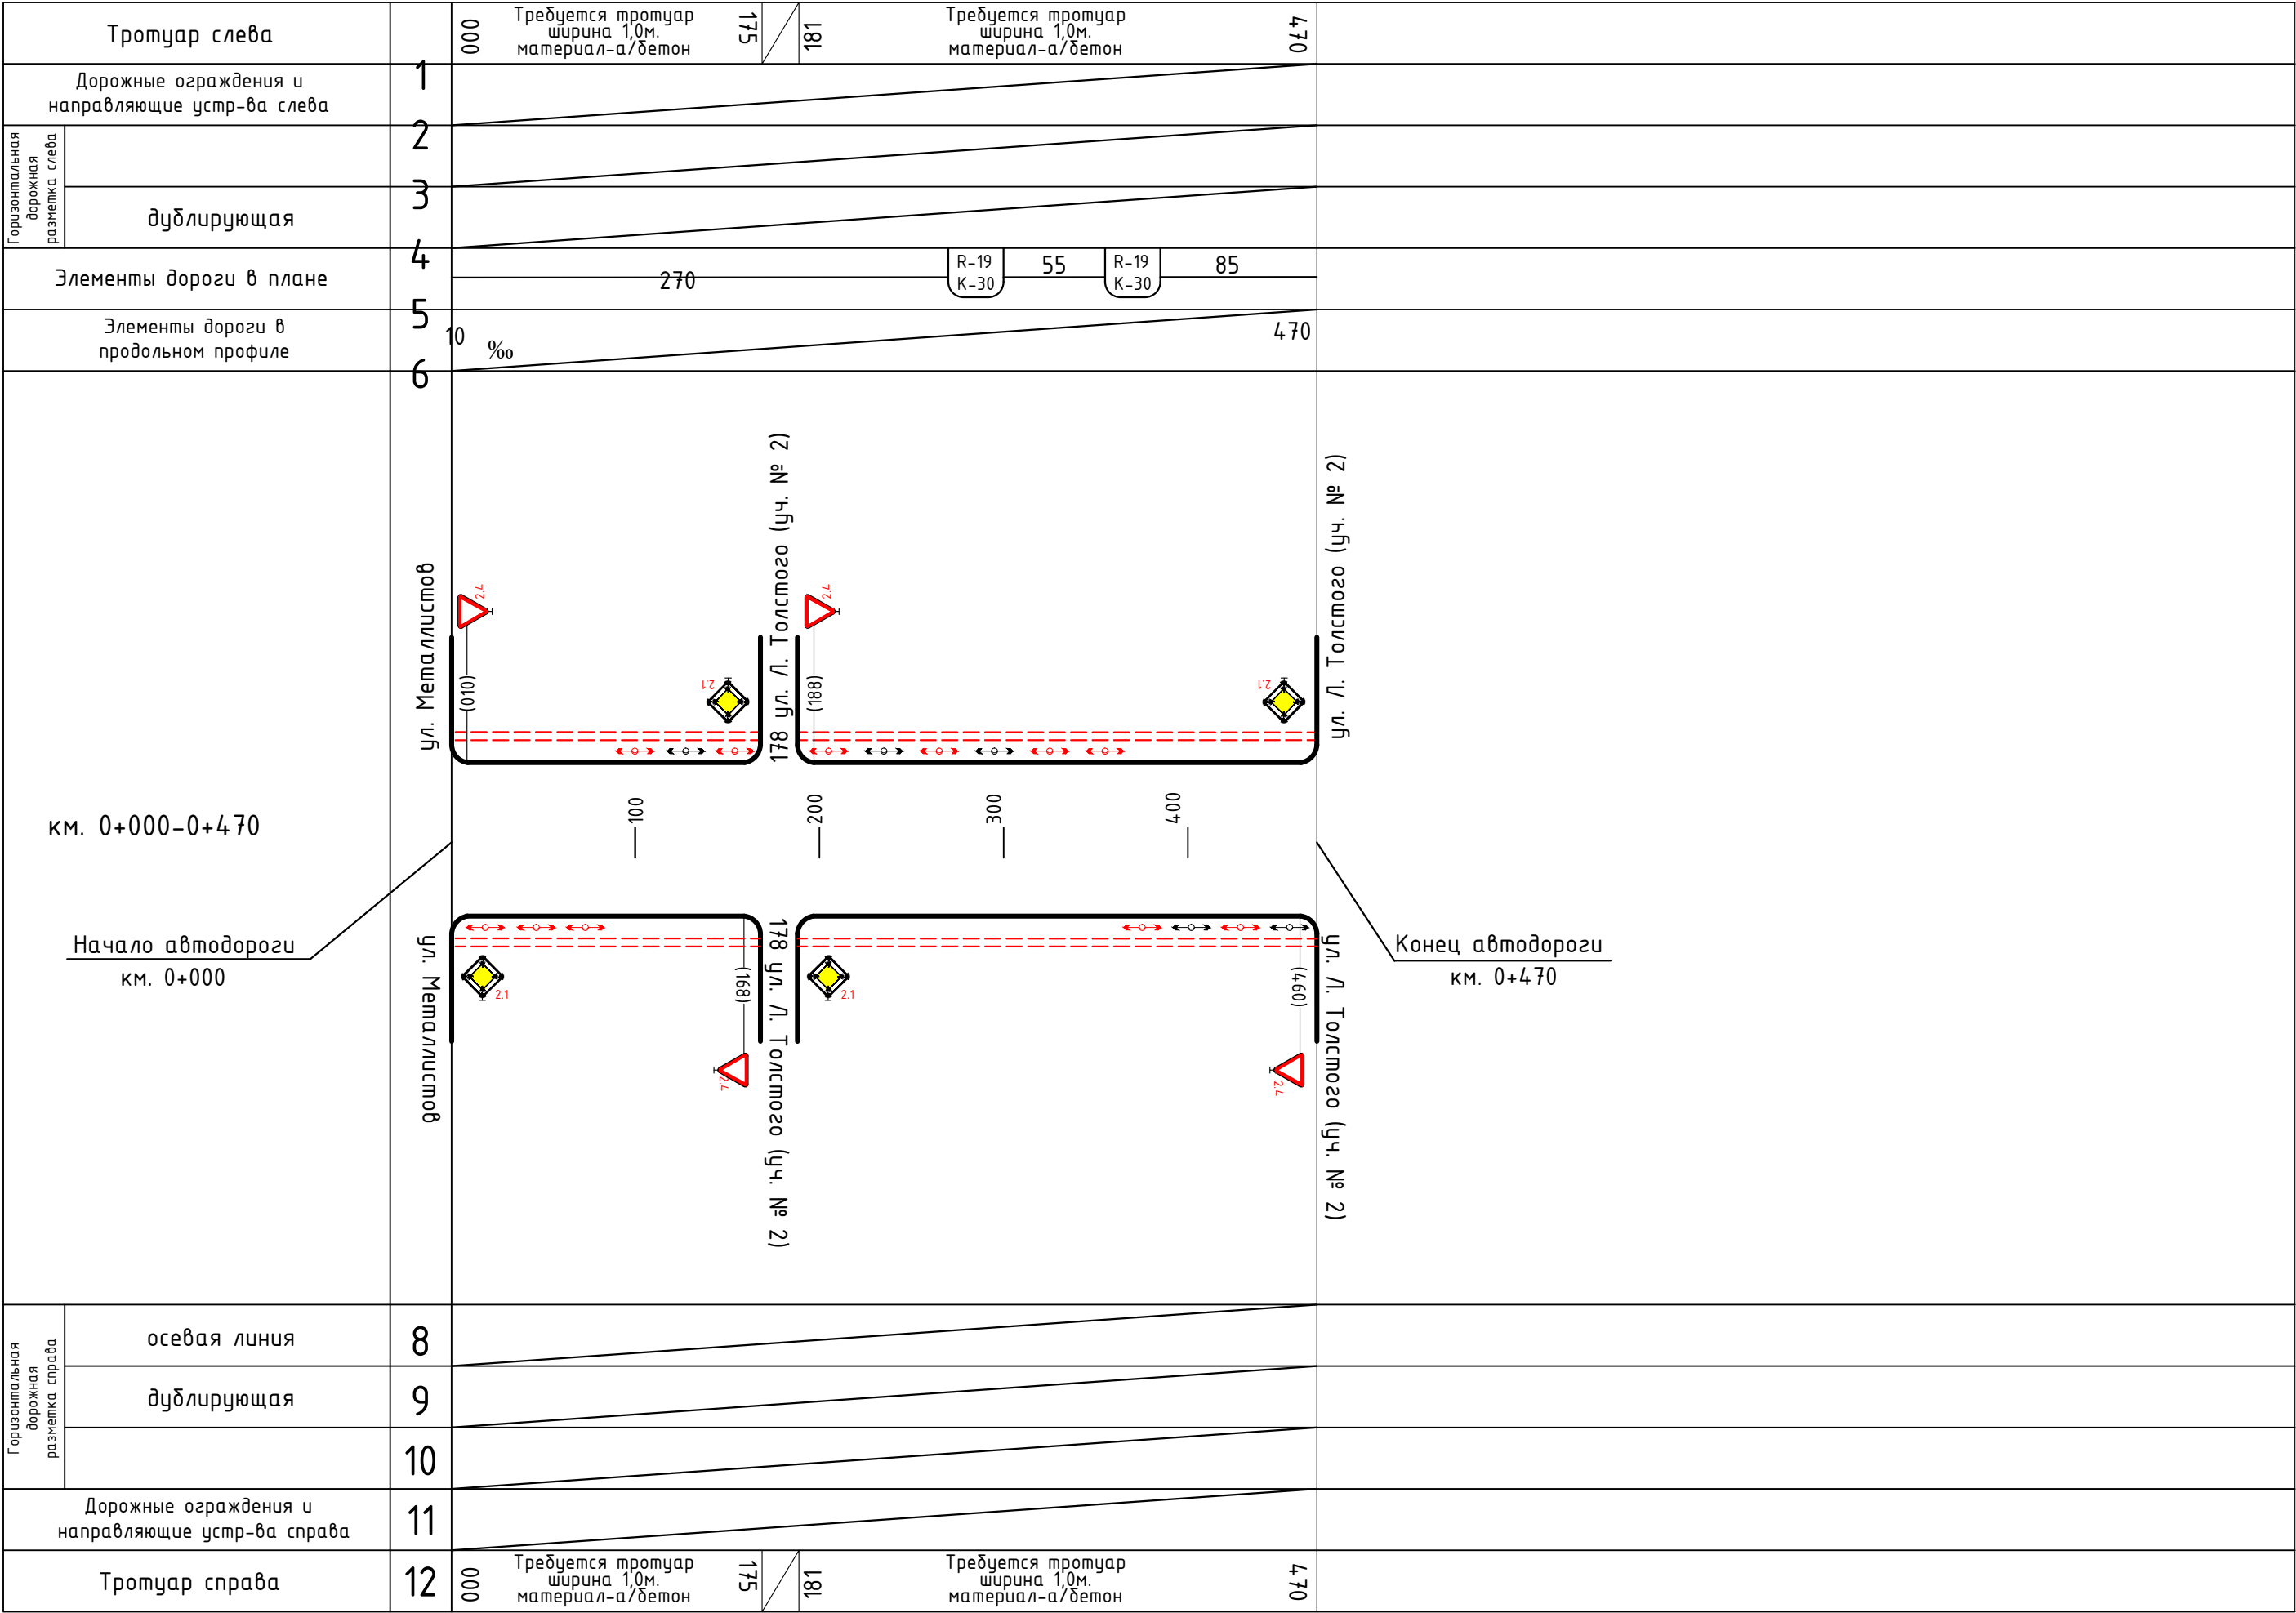 Тротуар слева
000
Требуется тротуар
ширина 1,0м.
материал-а/бетон
175
181
Требуется тротуар
ширина 1,0м.
материал-а/бетон
470
1
Дорожные ограждения и
направляющие устр-ва слева
2
Горизонтальная
дорожная
разметка слева
3
дублирующая
4
Элементы дороги в плане
270
R-19
K-30
55
R-19
K-30
85
5
Элементы дороги в
продольном профиле
10 ‰
470
6
ул. Металлистов
2.4
(010)
2.1
178 ул. Л. Толстого (уч. № 2)
2.4
(188)
2.1
ул. Л. Толстого (уч. № 2)
км. 0+000-0+470
100
200
300
400
Начало автодороги
км. 0+000
Конец автодороги
км. 0+470
ул. Металлистов
2.1
(168)
2.4
178 ул. Л. Толстого (уч. № 2)
2.1
(460)
2.4
ул. Л. Толстого (уч. № 2)
Горизонтальная
дорожная
разметка справа
осевая линия
8
дублирующая
9
10
Дорожные ограждения и
направляющие устр-ва справа
11
Тротуар справа
12
000
Требуется тротуар
ширина 1,0м.
материал-а/бетон
175
181
Требуется тротуар
ширина 1,0м.
материал-а/бетон
470